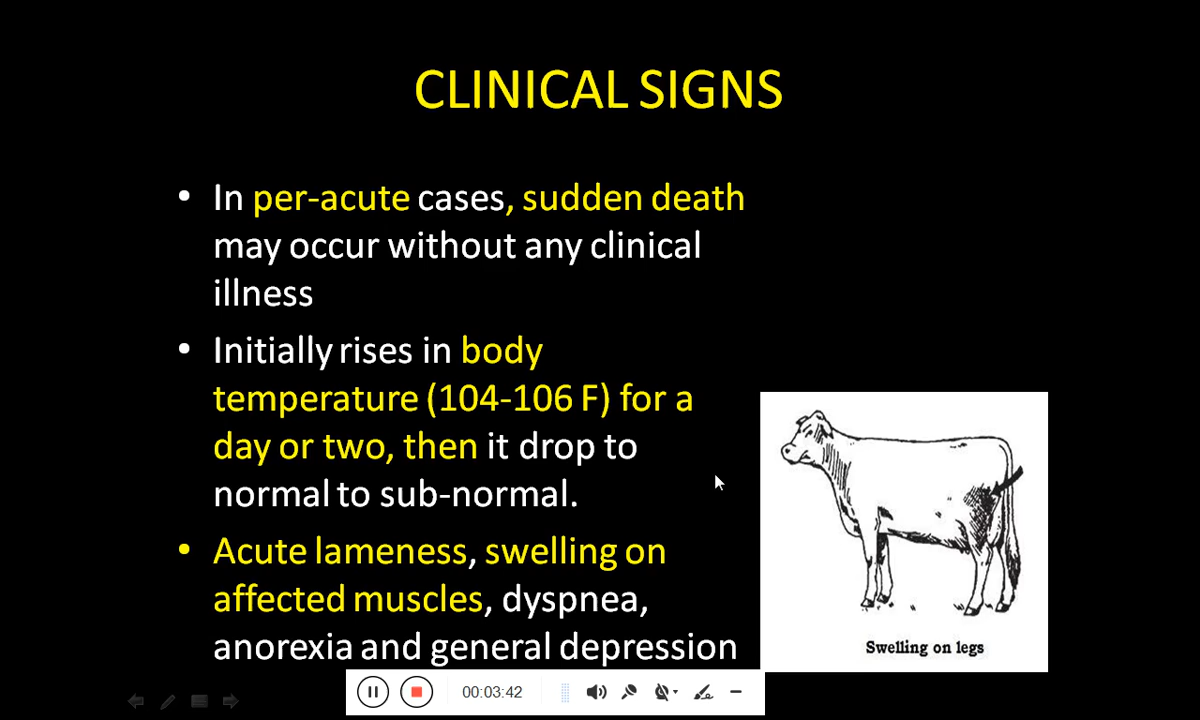 CLINICAL SIGNS
• In per-acute cases, sudden death
may occur without any clinical
illness
• Initially rises in body
temperature (104-106 F) for a
day or two, then it drop to
normal to sub-normal.
• Acute lameness, swelling on
affected muscles, dyspnea,
anorexia and general depression
Swelling on legs
00:03:42